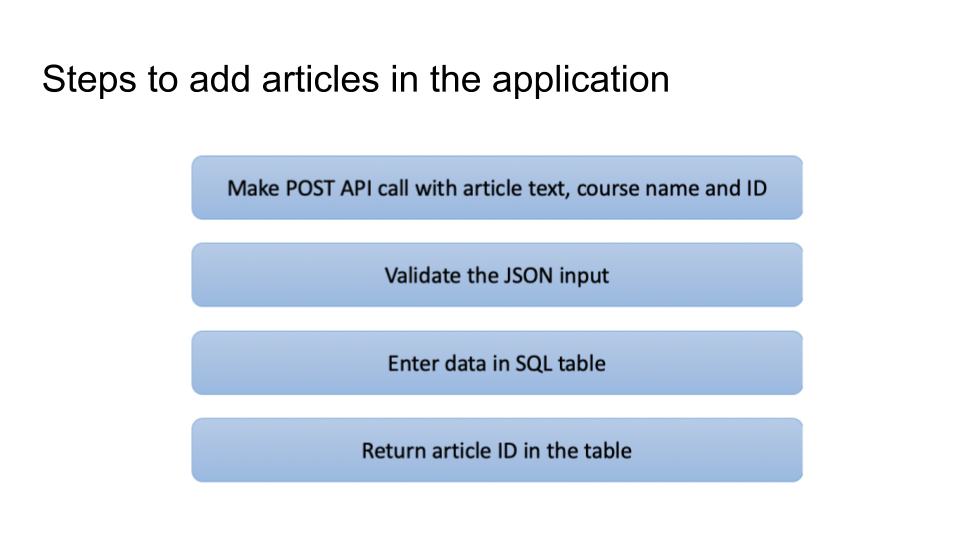 Steps to add articles in the application
Make POST API call with article text, course name and ID
Validate the JSON input
Enter data in SQL table
Return article ID in the table